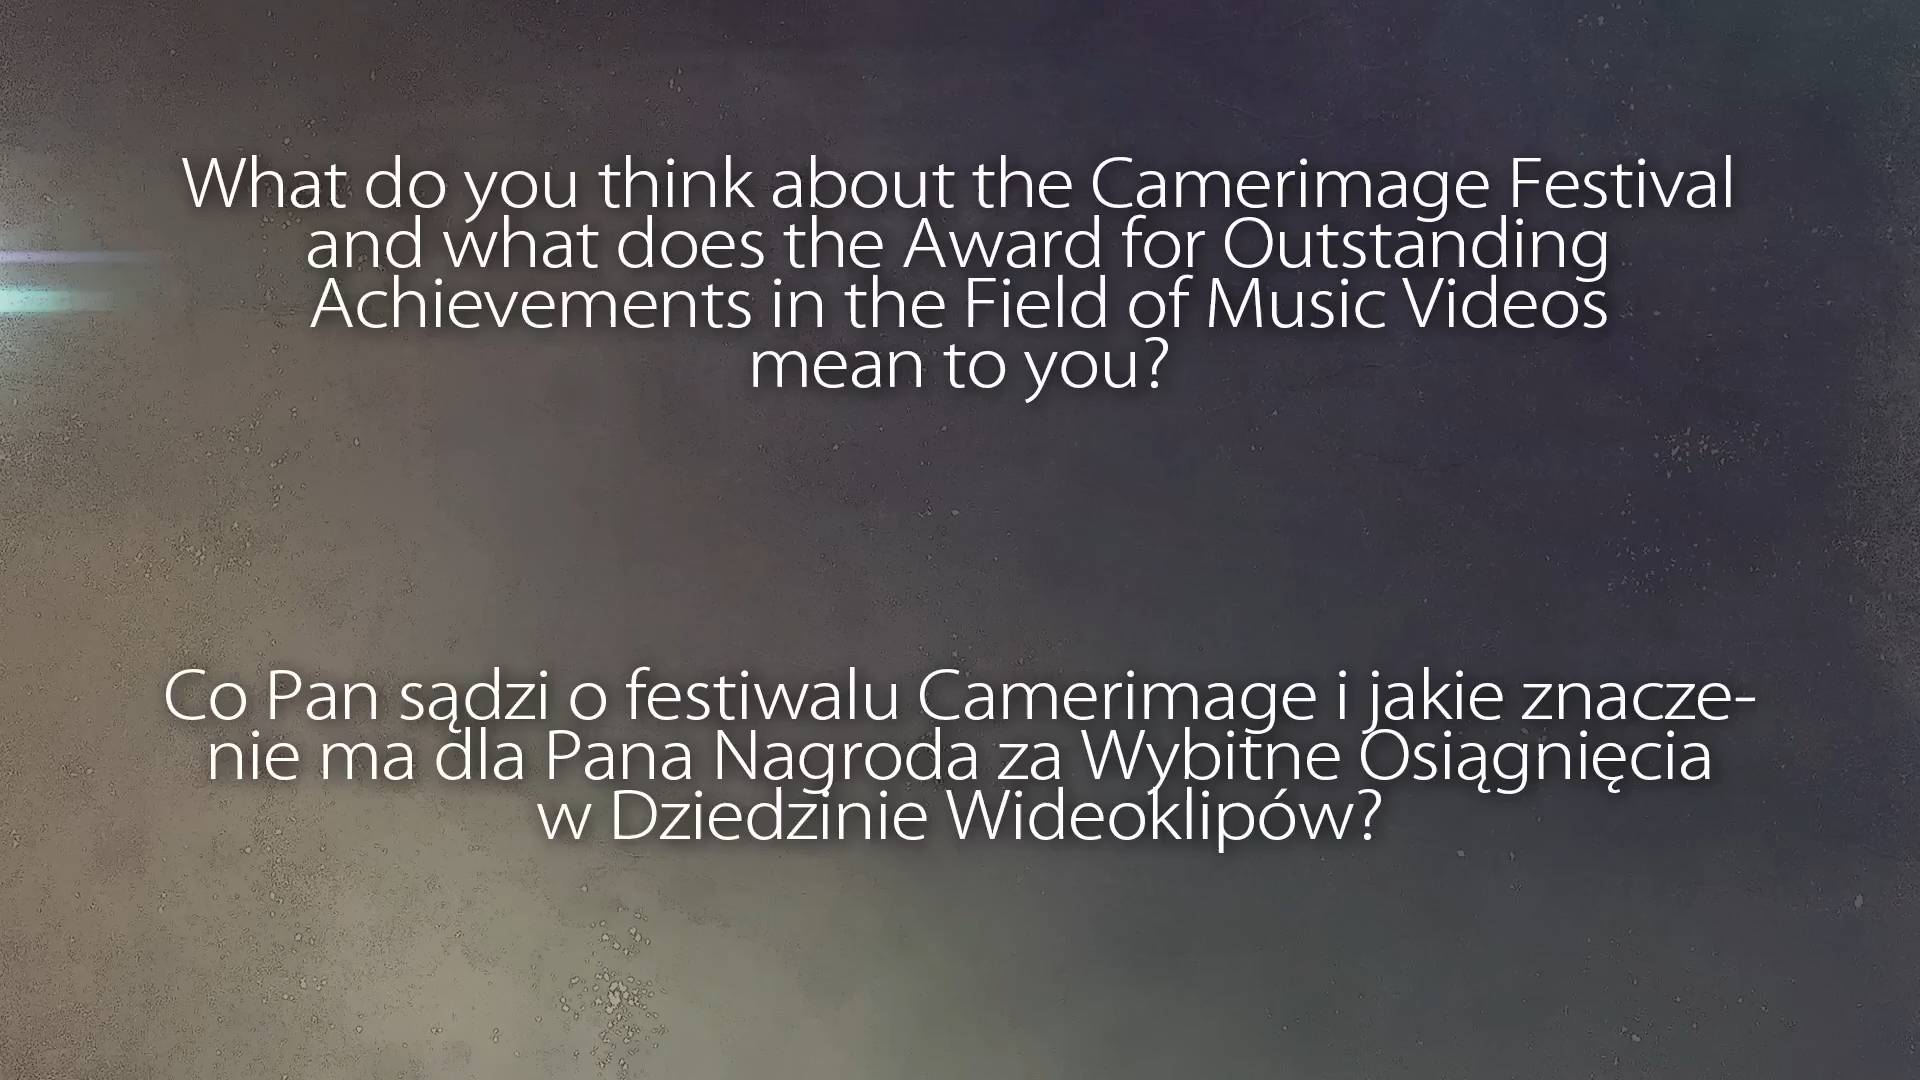 What do you think about the Camerimage Festival
and what does the Award for Outstanding
Achievements in the Field of Music Videos
mean to you?
Co Pan sądzi o festiwalu Camerimage i jakie znacze-
nie ma dla Pana Nagroda za Wybitne Osiągnięcia
w Dziedzinie Wideoklipów?